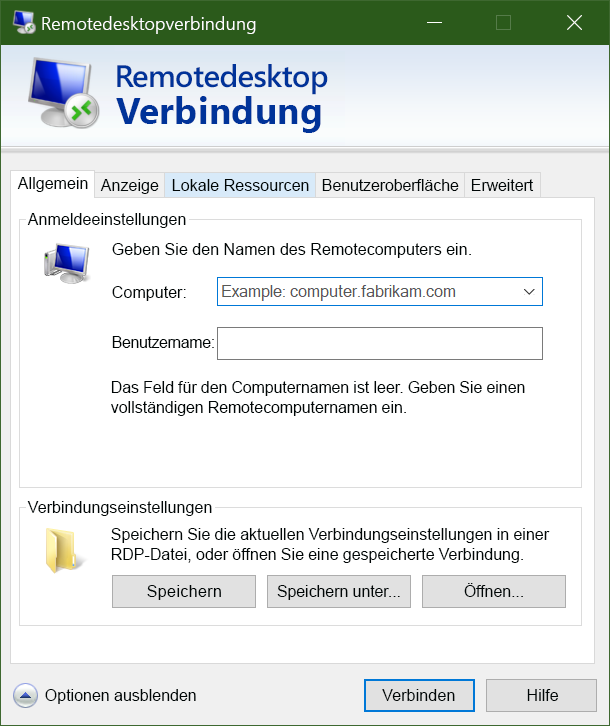 Remotedesktopverbindung
Remotedesktop
Verbindung
Allgemein Anzeige Lokale Ressourcen Benutzeroberfläche Erweitert
Anmeldeeinstellungen
Geben Sie den Namen des Remotecomputers ein.
Computer: Example: computer.fabrikam.com
Benutzername:
Das Feld für den Computernamen ist leer. Geben Sie einen
vollständigen Remotecomputernamen ein.
Verbindungseinstellungen
Speichern Sie die aktuellen Verbindungseinstellungen in einer
RDP-Datei, oder öffnen Sie eine gespeicherte Verbindung.
Speichern Speichern unter... Öffnen...
Optionen ausblenden Verbinden Hilfe